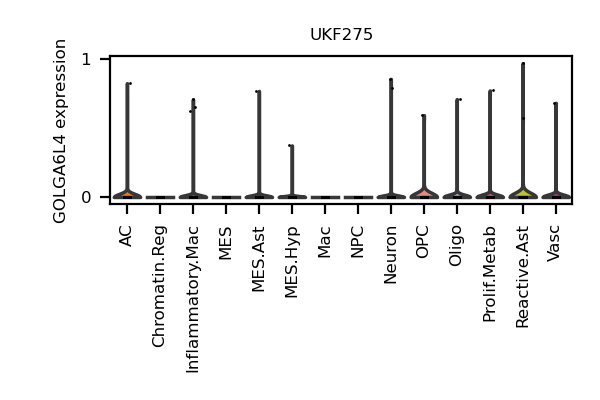 UKF275
GOLGA6L4 expression
1
0
AC
Chromatin.Reg
Inflammatory.Mac
MES
MES.Ast
MES.Hyp
Mac
NPC
Neuron
OPC
Oligo
Prolif.Metab
Reactive.Ast
Vasc